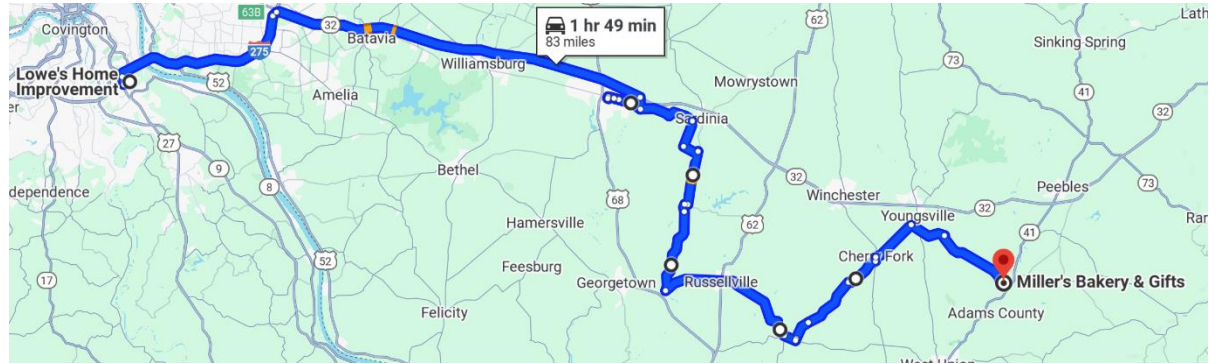 63B
Covington
32
Batavia
275
1 hr 49 min
83 miles
62
Sinking Spring
Lowe's Home
Improvement
52
Williamsburg
Mowrystown
73
Amelia
41
32
27
Sardinia
9
Bethel
32
Winchester
Peebles
73
8
68
62
Youngsville
32
Hamersville
41
52
Feesburg
Cherry Fork
17
Georgetown
Russellville
Miller's Bakery & Gifts
Felicity
Adams County